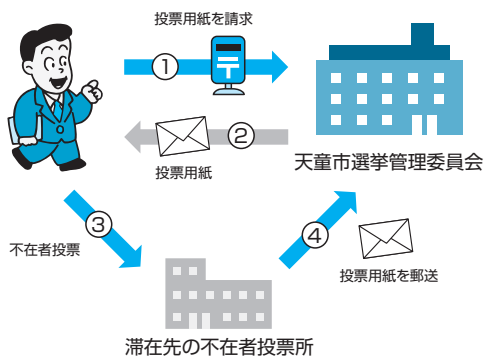 投票用紙を請求
①
②
投票用紙
天童市選挙管理委員会
③
不在者投票
④
投票用紙を郵送
滞在先の不在者投票所